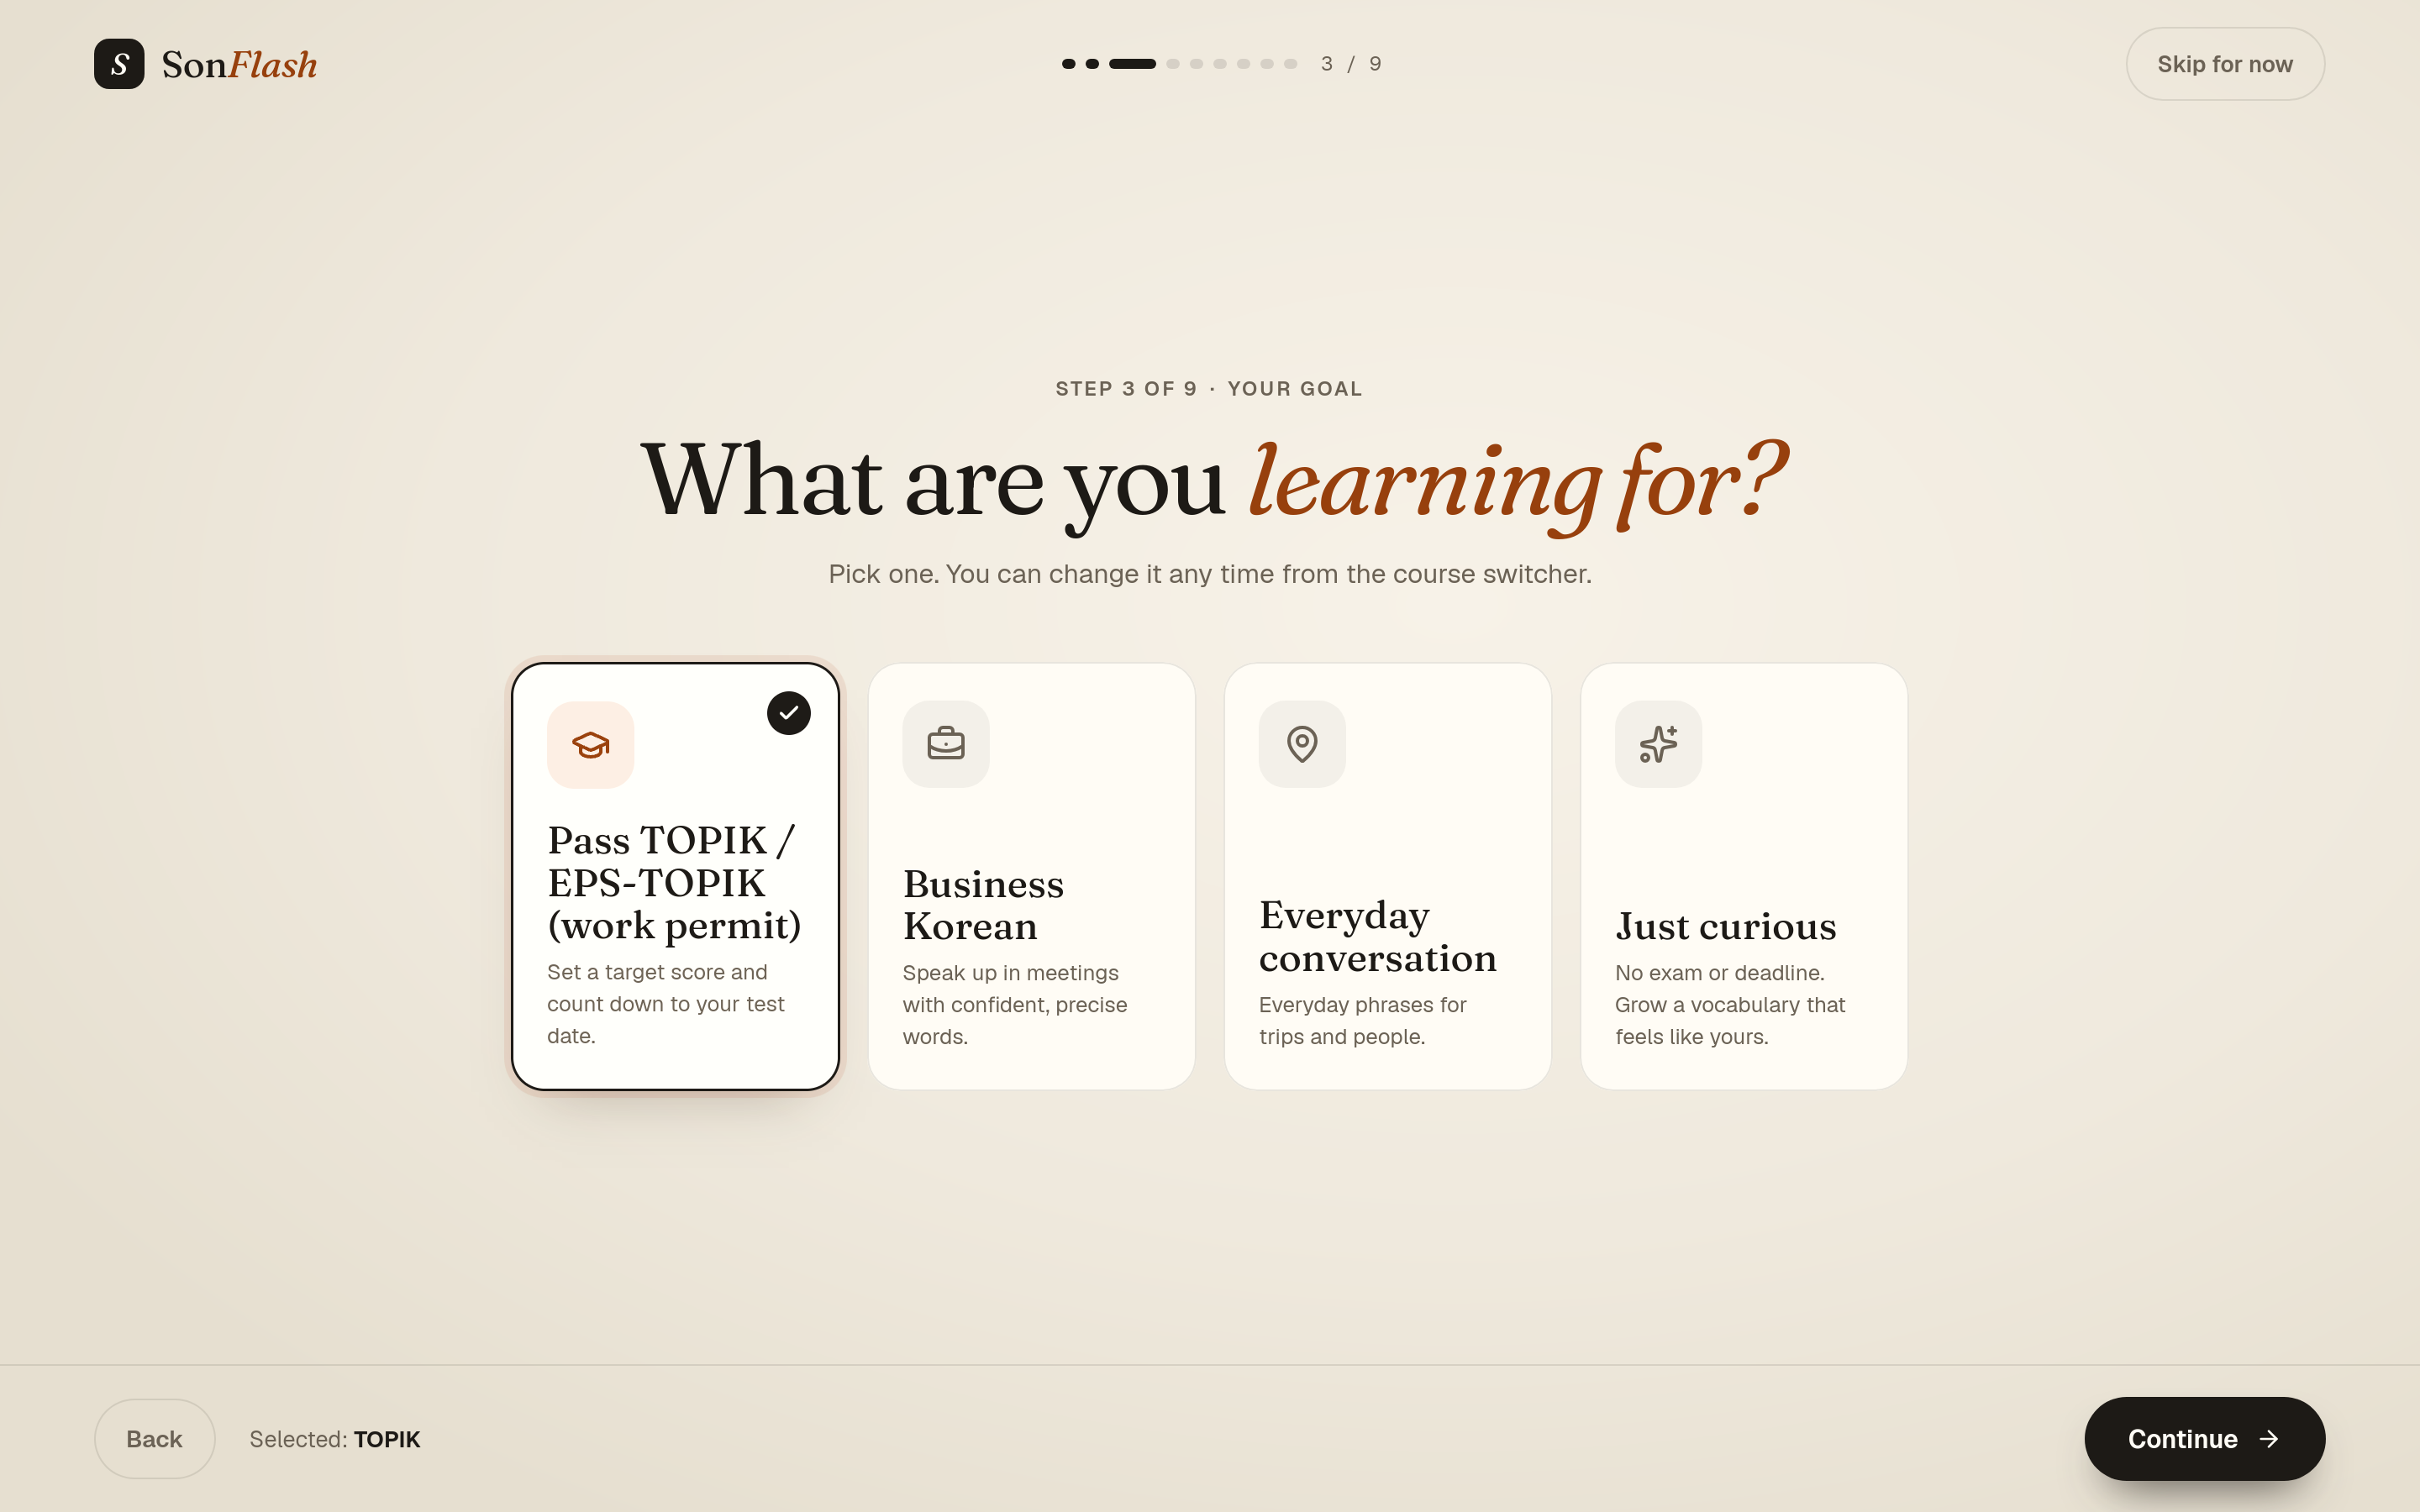 S SonFlash
3 / 9
Skip for now
STEP 3 OF 9 · YOUR GOAL
What are you learning for?
Pick one. You can change it any time from the course switcher.
Pass TOPIK /
EPS-TOPIK
(work permit)
Set a target score and
count down to your test
date.
Business
Korean
Speak up in meetings
with confident, precise
words.
Everyday
conversation
Everyday phrases for
trips and people.
Just curious
No exam or deadline.
Grow a vocabulary that
feels like yours.
Back
Selected: TOPIK
Continue